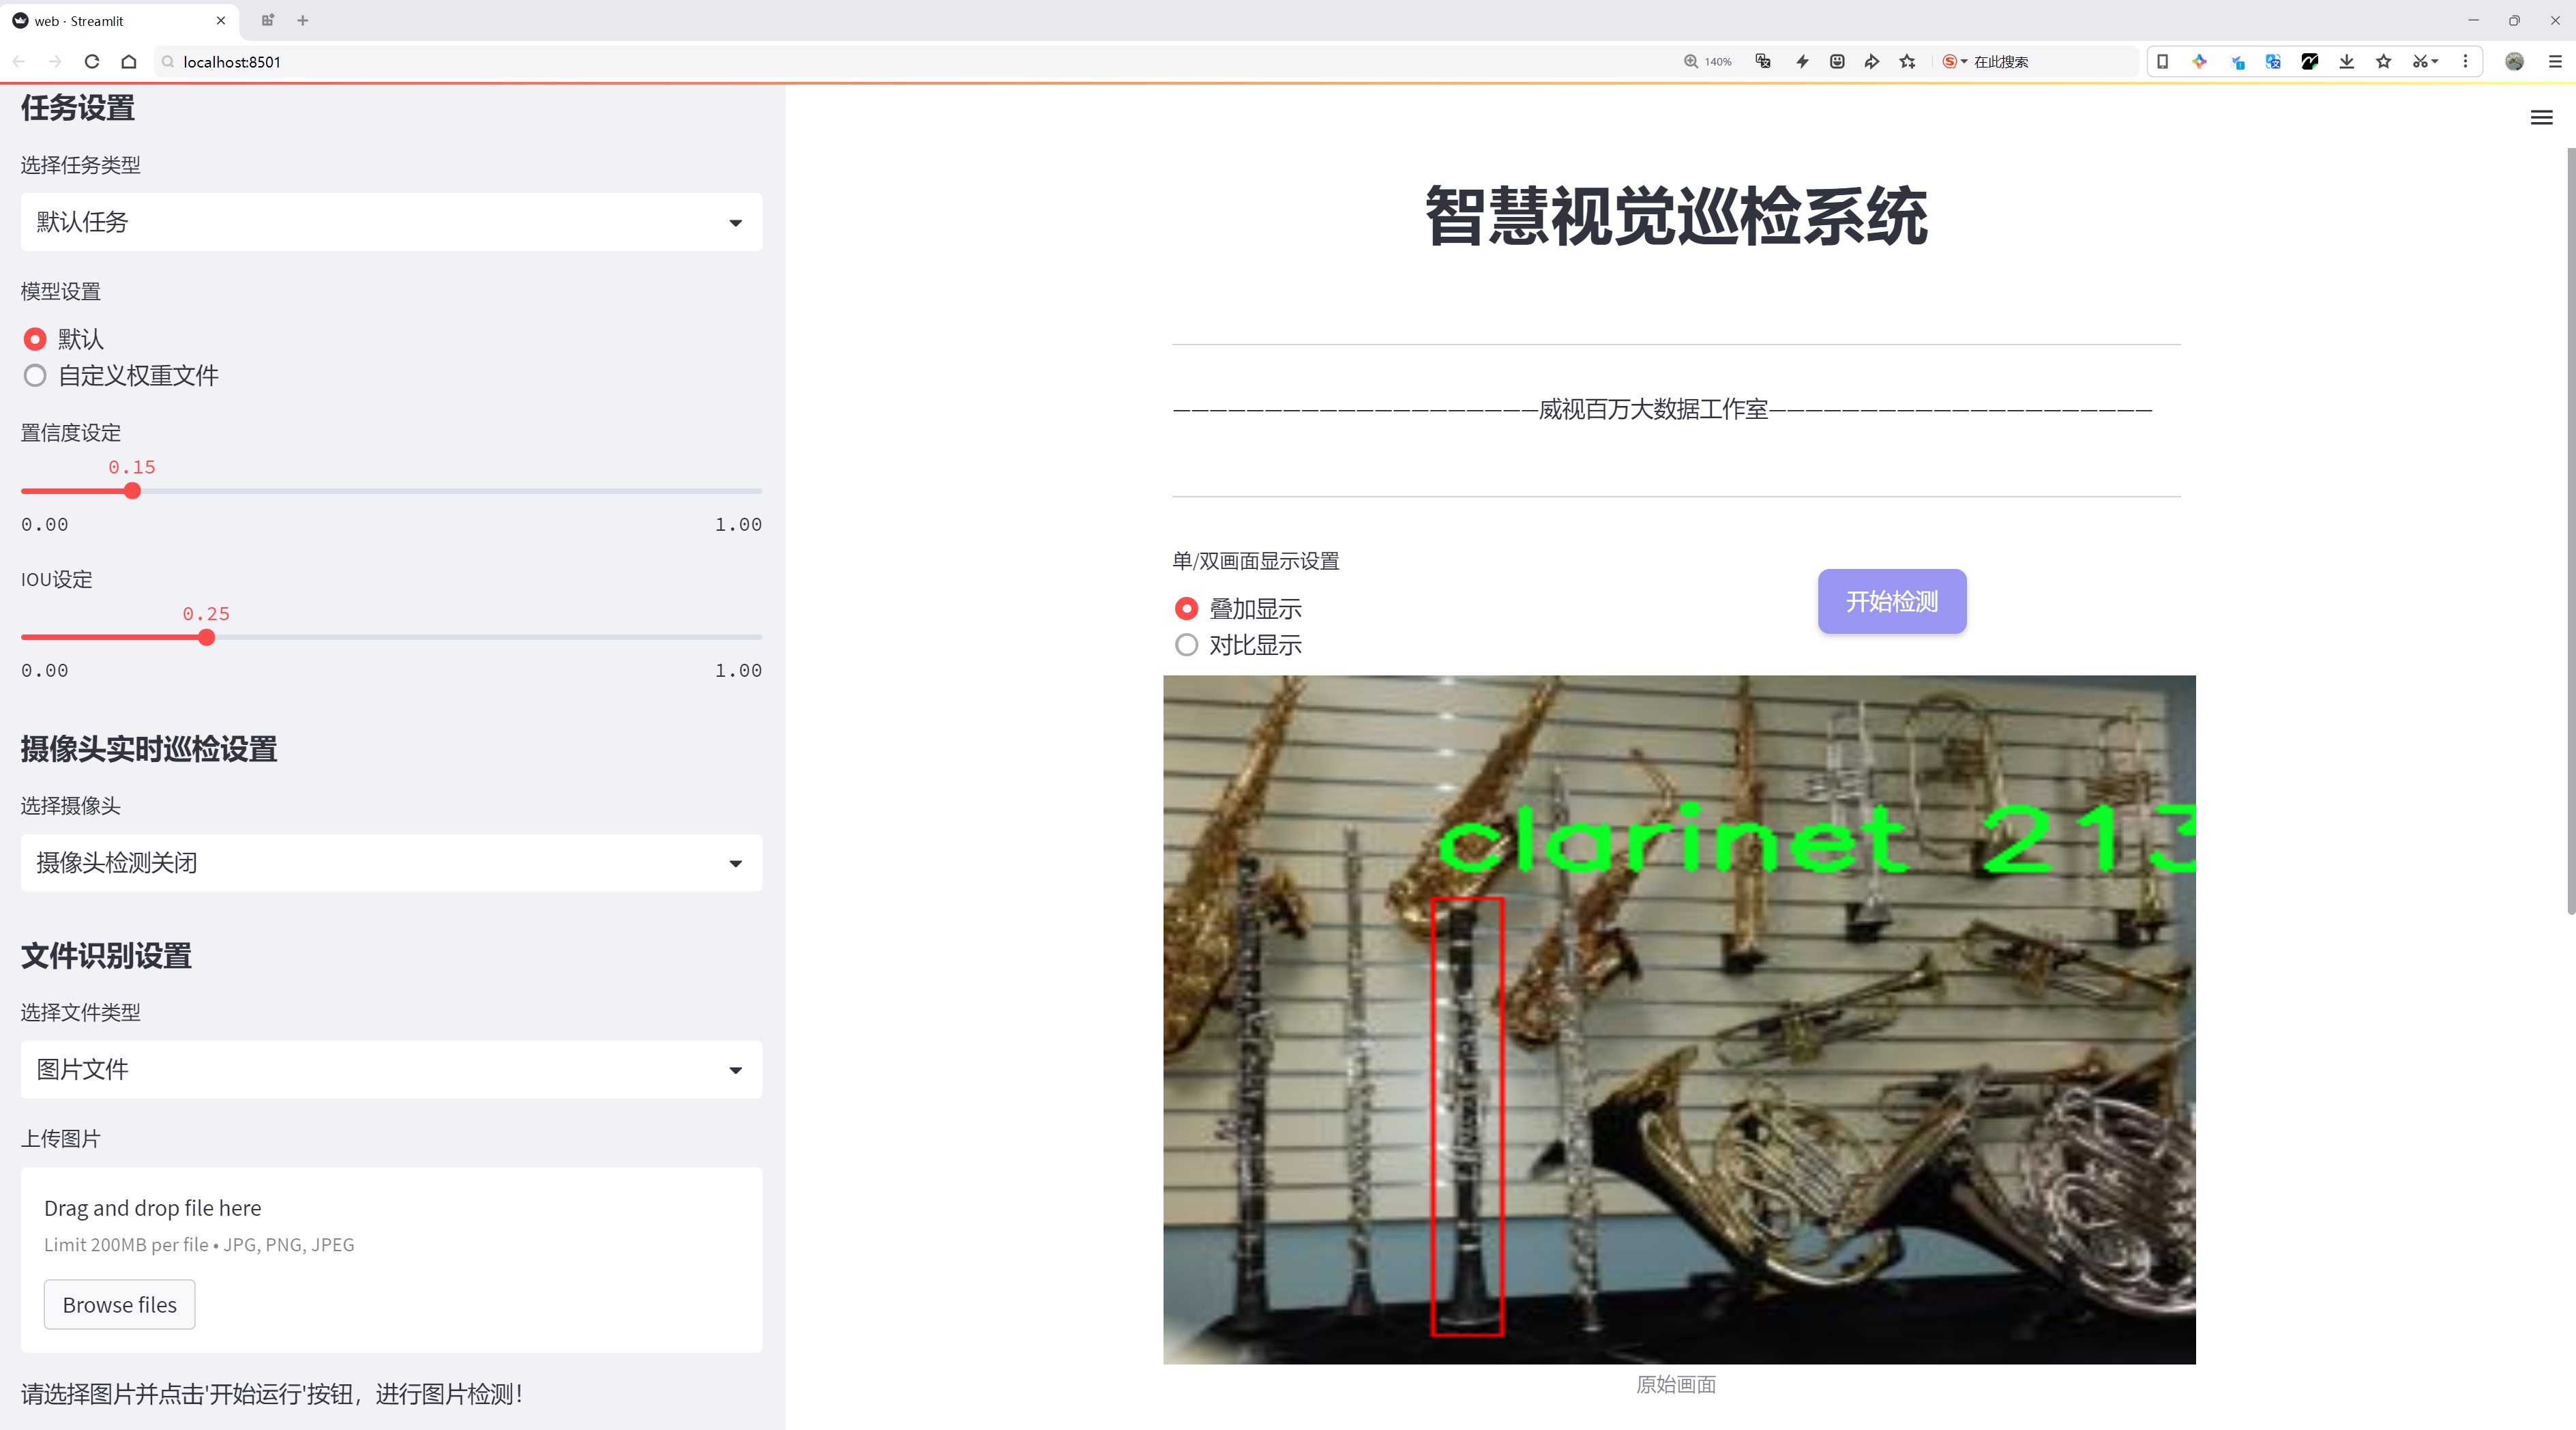 web · Streamlit
localhost:8501
140%
在此搜索
任务设置
选择任务类型
默认任务
模型设置
默认
自定义权重文件
置信度设定
0.15
0.00
1.00
IOU设定
0.25
0.00
1.00
摄像头实时巡检设置
选择摄像头
摄像头检测关闭
文件识别设置
选择文件类型
图片文件
上传图片
Drag and drop file here
Limit 200MB per file • JPG, PNG, JPEG
Browse files
请选择图片并点击'开始运行'按钮，进行图片检测！
智慧视觉巡检系统
————————————————————威视百万大数据工作室—————————————————————
单/双画面显示设置
叠加显示
对比显示
开始检测
clarinet 213
原始画面